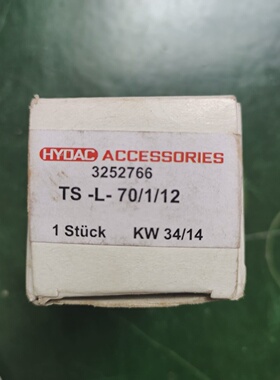 HYDAC ACCESSORIES
3252766
TS -L- 70/1/12
1 Stück KW 34/14